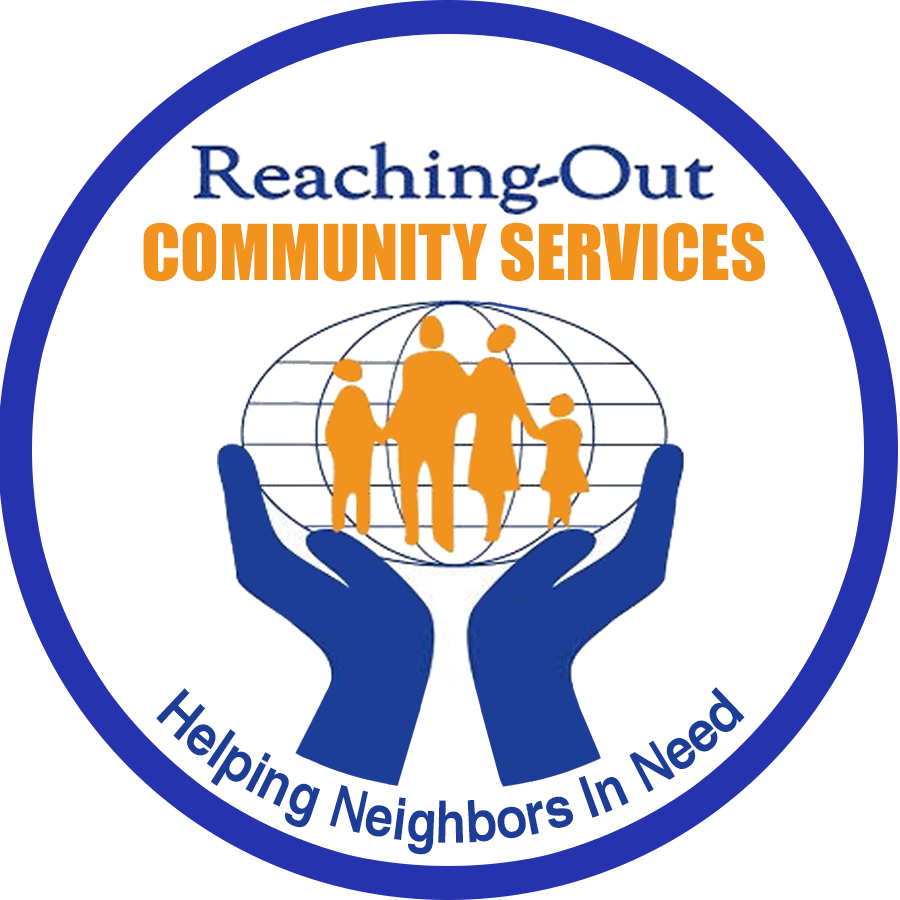 Reaching-Out
COMMUNITY SERVICES
Helping Neighbors In Need